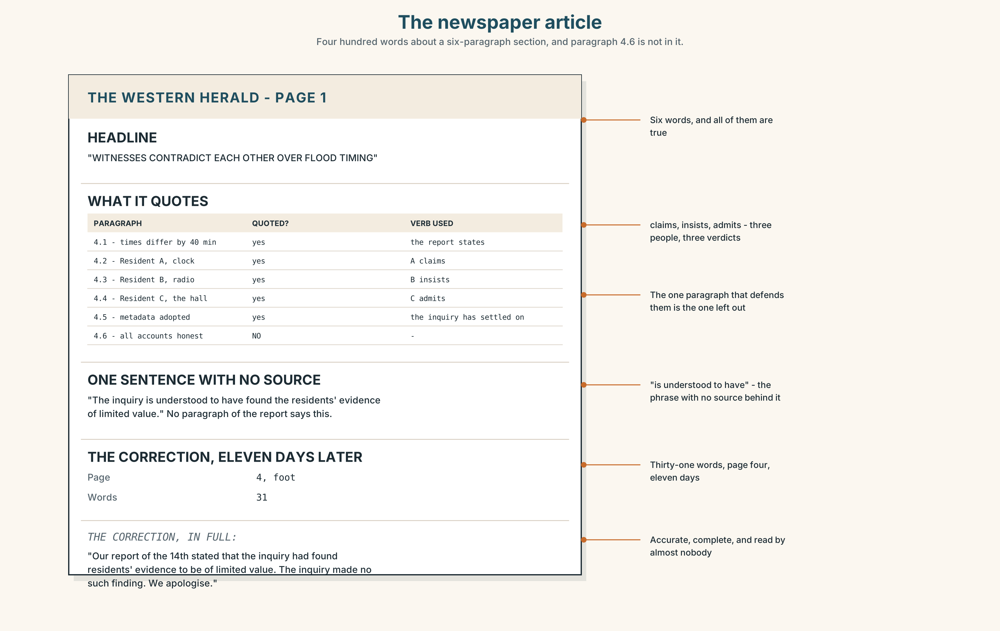 The newspaper article
Four hundred words about a six-paragraph section, and paragraph 4.6 is not in it.
THE WESTERN HERALD - PAGE 1
HEADLINE
"WITNESSES CONTRADICT EACH OTHER OVER FLOOD TIMING"
Six words, and all of them are
true
WHAT IT QUOTES
PARAGRAPH QUOTED? VERB USED
4.1 - times differ by 40 min yes the report states
4.2 - Resident A, clock yes A claims
4.3 - Resident B, radio yes B insists
4.4 - Resident C, the hall yes C admits
4.5 - metadata adopted yes the inquiry has settled on
4.6 - all accounts honest NO -
claims, insists, admits - three
people, three verdicts
The one paragraph that defends
them is the one left out
ONE SENTENCE WITH NO SOURCE
"The inquiry is understood to have found the residents' evidence
of limited value." No paragraph of the report says this.
"is understood to have" - the
phrase with no source behind it
THE CORRECTION, ELEVEN DAYS LATER
Page 4, foot
Words 31
Thirty-one words, page four,
eleven days
THE CORRECTION, IN FULL:
"Our report of the 14th stated that the inquiry had found
residents' evidence to be of limited value. The inquiry made no
such finding. We apologise."
Accurate, complete, and read by
almost nobody